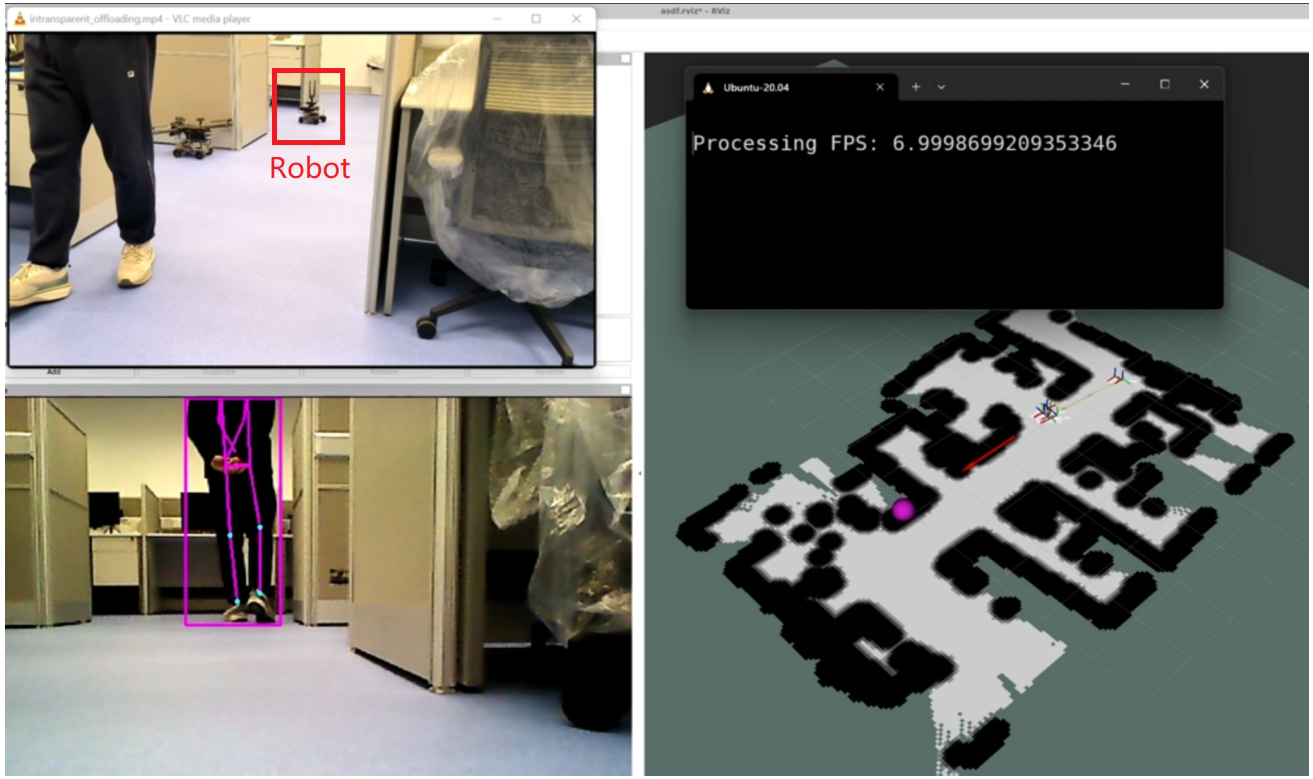 intransparent_offloading.mp4 - VLC media player
asdf.rviz* - RViz
Robot
Ubuntu-20.04
Processing FPS: 6.9998699209353346
Add